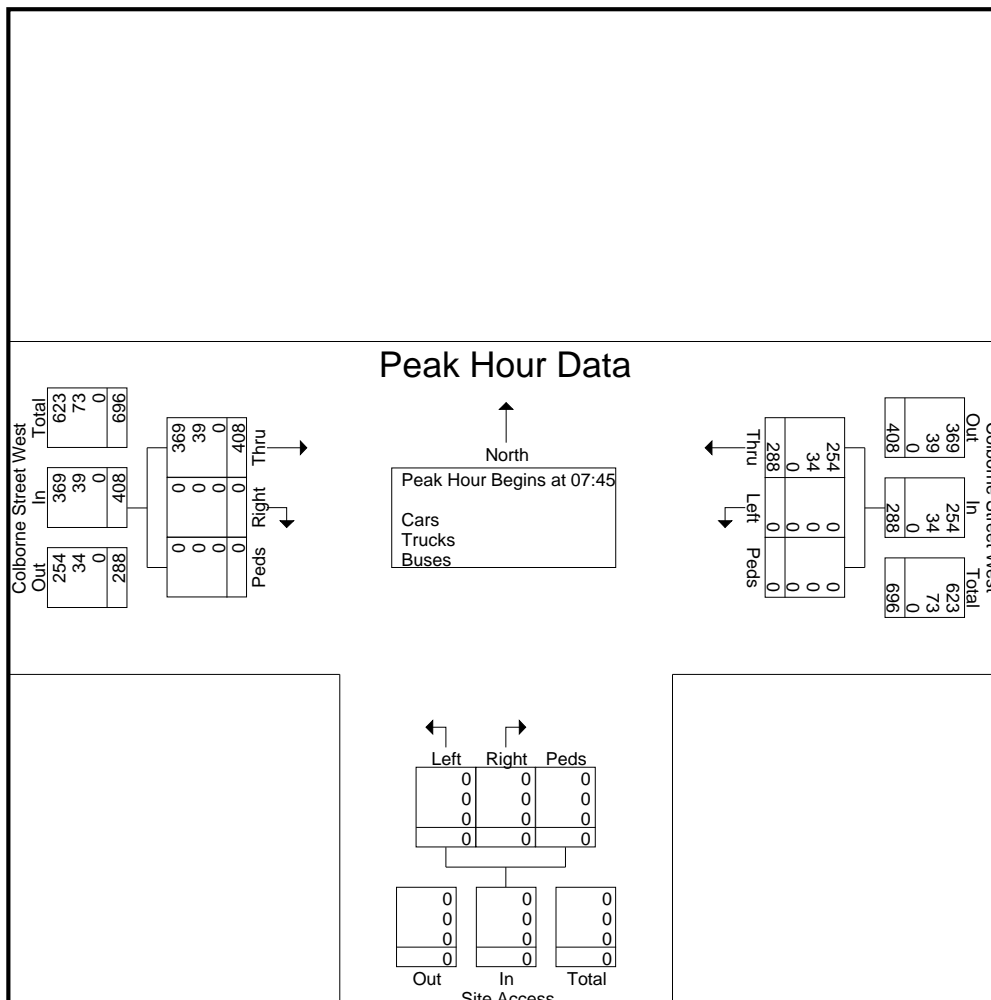 Peak Hour Data
North
Peak Hour Begins at 07:45
Cars
Trucks
Buses
Colborne Street West
Out In Total
254 369 623
34 39 73
0 0 0
288 408 696
0 0 369
0 0 39
0 0 0
0 0 408
Peds Right Thru
Colborne Street West
Out In Total
369 254 623
39 34 73
0 0 0
408 288 696
254 0 0
34 0 0
0 0 0
288 0 0
Thru Left Peds
Left Right Peds
0 0 0
0 0 0
0 0 0
0 0 0
0 0 0
0 0 0
0 0 0
0 0 0
Out In Total
Site Access